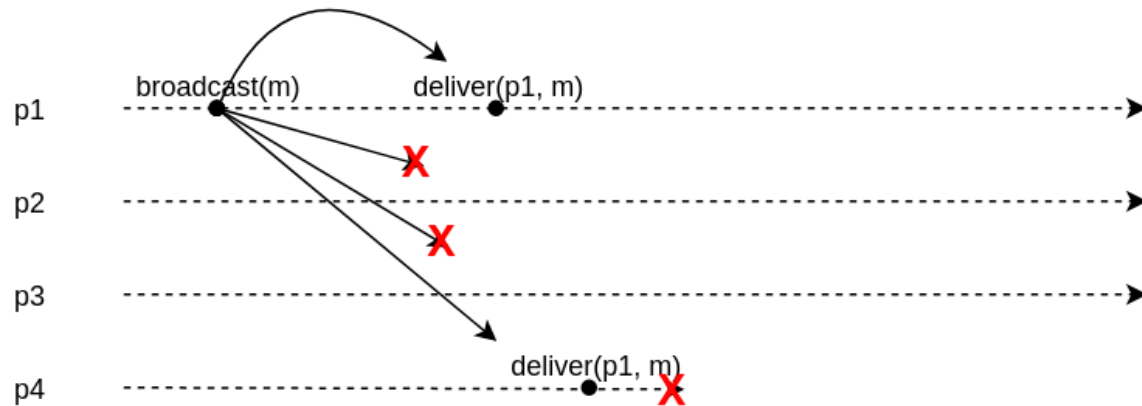 broadcast(m) deliver(p1, m)
p1
p2
p3
deliver(p1, m)
p4